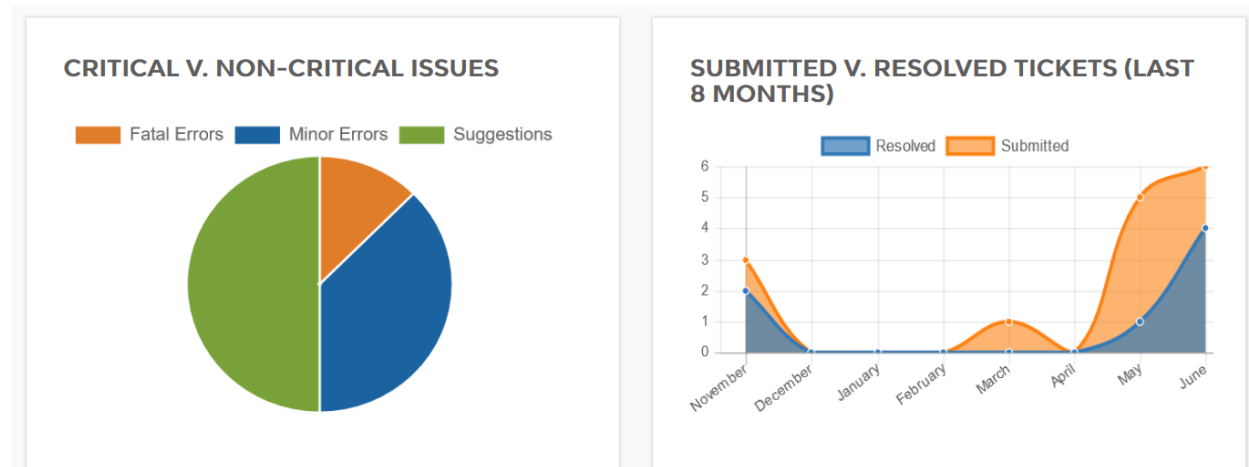 CRITICAL V. NON-CRITICAL ISSUES
Fatal Errors Minor Errors Suggestions
SUBMITTED V. RESOLVED TICKETS (LAST
8 MONTHS)
Resolved Submitted
6
5
4
3
2
1
0
November December January February March April May June